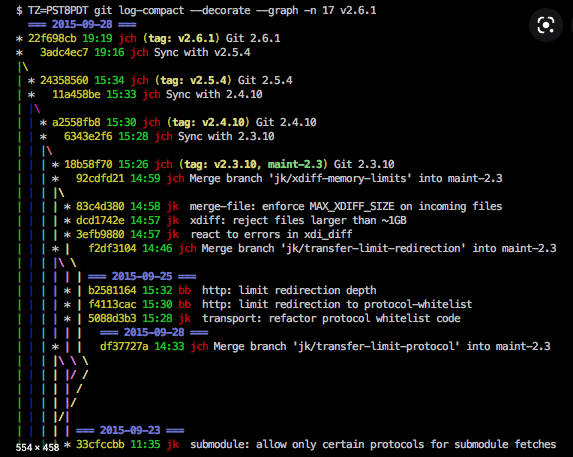 $ TZ=PST8PDT git log-compact --decorate --graph -n 17 v2.6.1
=== 2015-09-28 ===
* 22f698cb 19:19 jch (tag: v2.6.1) Git 2.6.1
* 3adc4ec7 19:16 jch Sync with v2.5.4
|\
| * 24358560 15:34 jch (tag: v2.5.4) Git 2.5.4
| * 11a458be 15:33 jch Sync with 2.4.10
| |\
| | * a2558fb8 15:30 jch (tag: v2.4.10) Git 2.4.10
| | * 6343e2f6 15:28 jch Sync with 2.3.10
| | |\
| | | * 18b58f70 15:26 jch (tag: v2.3.10, maint-2.3) Git 2.3.10
| | | * 92cdfd21 14:59 jch Merge branch 'jk/xdiff-memory-limits' into maint-2.3
| | | |\
| | | | * 83c4d380 14:58 jk merge-file: enforce MAX_XDIFF_SIZE on incoming files
| | | | * dcd1742e 14:57 jk xdiff: reject files larger than ~1GB
| | | | * 3efb9880 14:57 jk react to errors in xdi_diff
| | | * | f2df3104 14:46 jch Merge branch 'jk/transfer-limit-redirection' into maint-2.3
| | | |\ \
| | | | | | === 2015-09-25 ===
| | | | * | b2581164 15:32 bb http: limit redirection depth
| | | | * | f4113cac 15:30 bb http: limit redirection to protocol-whitelist
| | | | * | 5088d3b3 15:28 jk transport: refactor protocol whitelist code
| | | | | | === 2015-09-28 ===
| | | * | | df37727a 14:33 jch Merge branch 'jk/transfer-limit-protocol' into maint-2.3
| | | |\ \ \
| | | | |/ /
| | | | | /
| | | | |/
| | | |/|
| | | | | === 2015-09-23 ===
| | | | * 33cfccbb 11:35 jk submodule: allow only certain protocols for submodule fetches
554 × 458